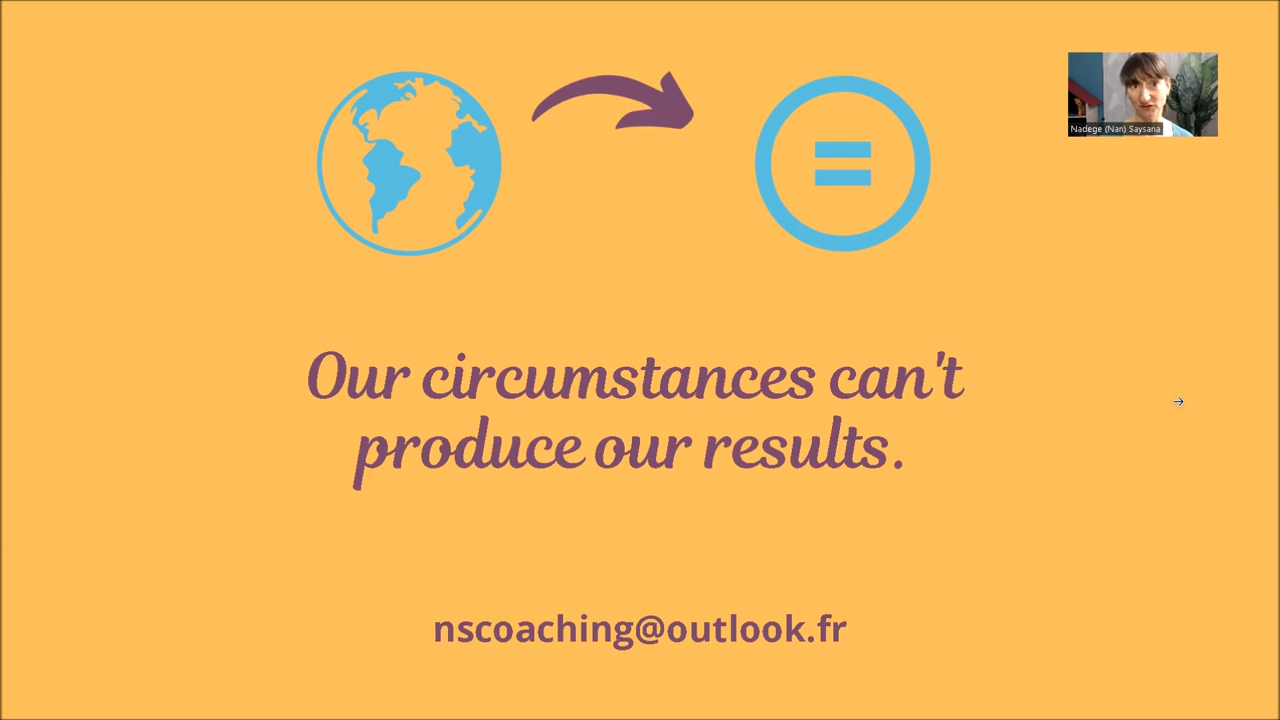 Nadege (Nan) Saysana
Our circumstances can't
produce our results.
nscoaching@outlook.fr